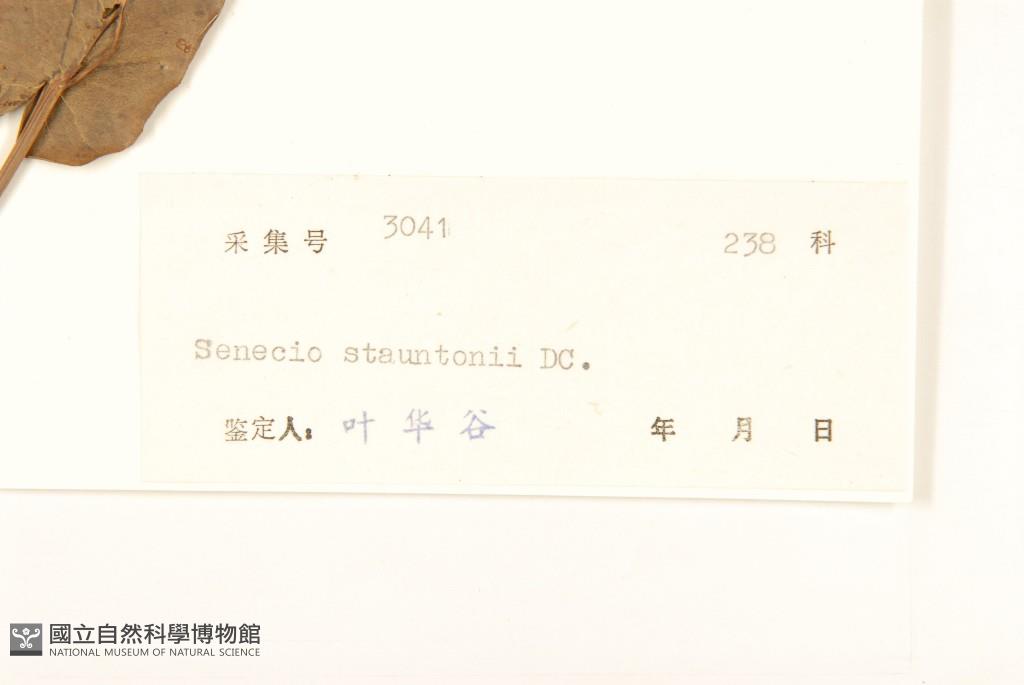 采集号 3041 238 科
Senecio stauntonii DC.
鉴定人: 叶华谷 年 月 日
國立自然科學博物館
NATIONAL MUSEUM OF NATURAL SCIENCE